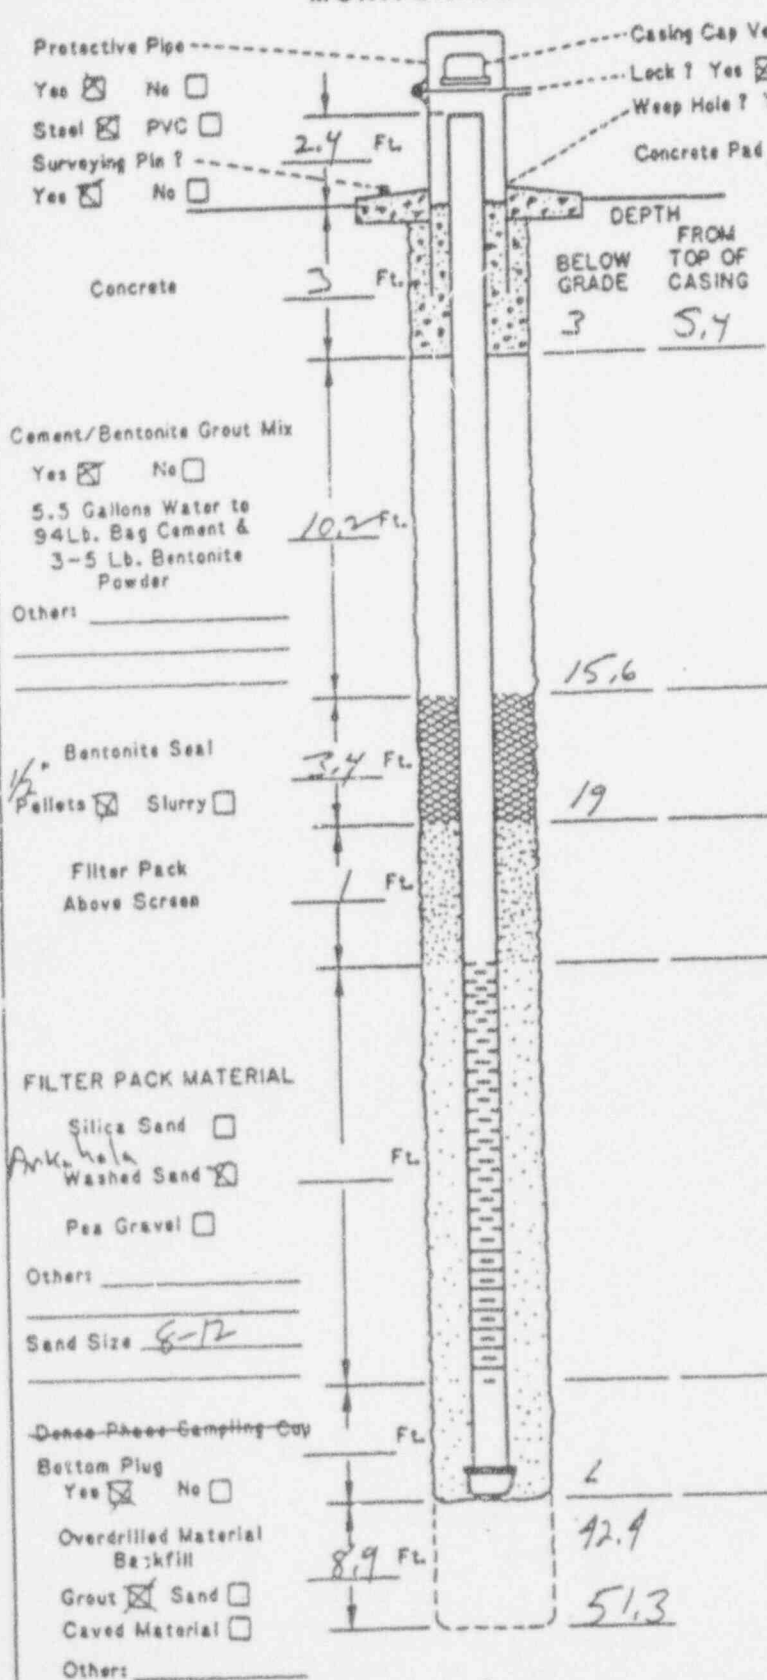 Protective Pipe
Casing Cap Ve
Yes ☒ No ☐
Lock ? Yes ☒
Steel ☒ PVC ☐
Weep Hole ? Y
2.4 Ft.
Surveying Pin ?
Concrete Pad
Yes ☒ No ☐
DEPTH
BELOW GRADE
FROM TOP OF CASING
Concrete
3 Ft.
3 5.4
Cement/Bentonite Grout Mix
Yes ☒ No ☐
5.5 Gallons Water to
94Lb. Bag Cement &
3-5 Lb. Bentonite
Powder
10.2 Ft.
Other:
15.6
Bentonite Seal
3.4 Ft.
1/2"
Pellets ☒ Slurry ☐
19
Filter Pack
Above Screen
1 Ft.
FILTER PACK MATERIAL
Silica Sand ☐
Arkahola
Washed Sand ☒
Ft.
Pea Gravel ☐
Other:
Sand Size 8-12
Dense Phase Sampling Cup
Ft.
Bottom Plug
Yes ☒ No ☐
42.4
Overdrilled Material
Backfill
8.9 Ft.
Grout ☒ Sand ☐
51.3
Caved Material ☐
Other: